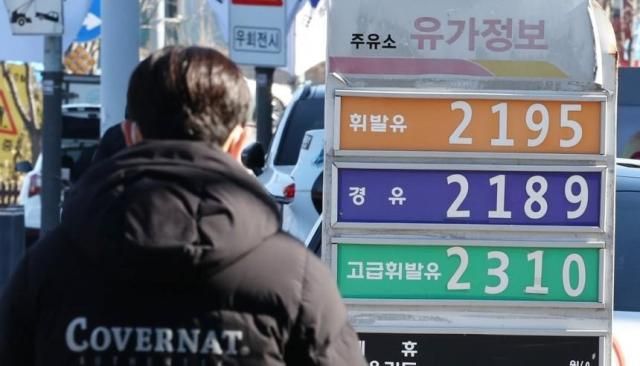 우회전시
주유소 유가정보
휘발유 2195
경유 2189
고급휘발유 2310
휴
COVERNAT.